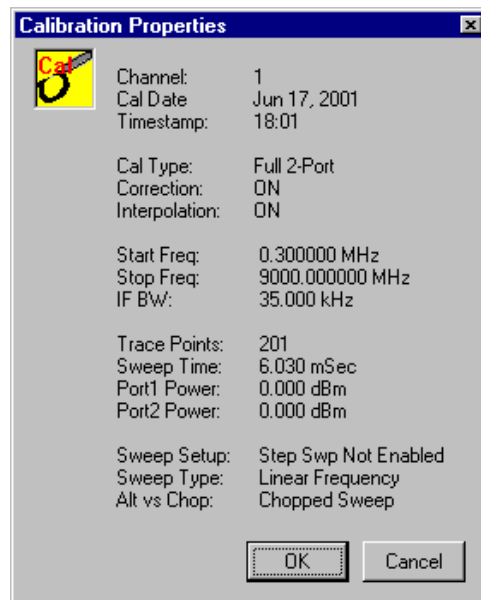 Calibration Properties
Cal
Channel: 1
Cal Date Jun 17, 2001
Timestamp: 18:01
Cal Type: Full 2-Port
Correction: ON
Interpolation: ON
Start Freq: 0.300000 MHz
Stop Freq: 9000.000000 MHz
IF BW: 35.000 kHz
Trace Points: 201
Sweep Time: 6.030 mSec
Port1 Power: 0.000 dBm
Port2 Power: 0.000 dBm
Sweep Setup: Step Swp Not Enabled
Sweep Type: Linear Frequency
Alt vs Chop: Chopped Sweep
OK Cancel